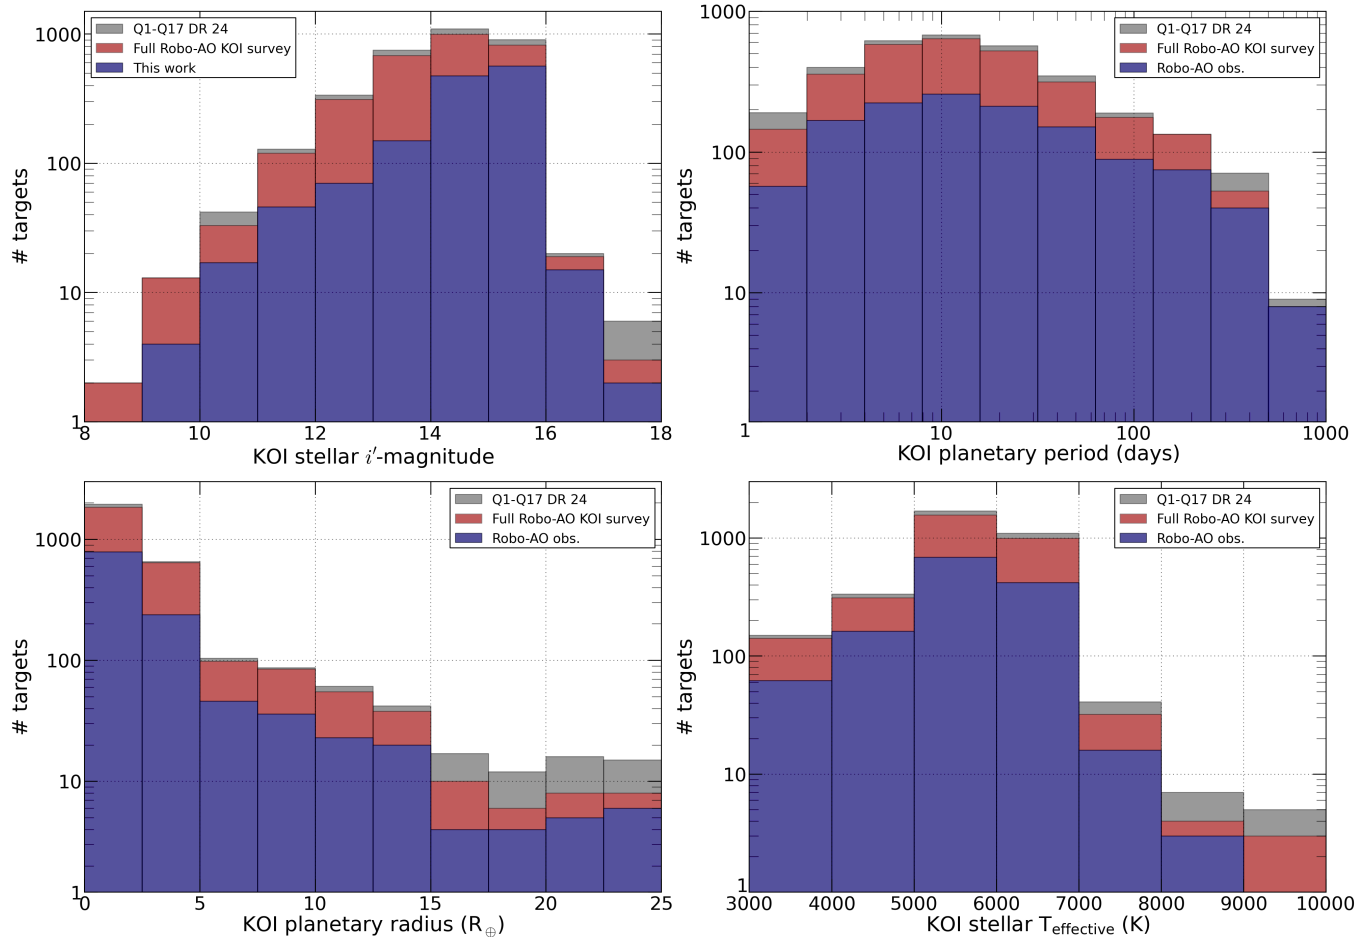 Q1-Q17 DR 24
Full Robo-AO KOI survey
This work
# targets
1000
100
10
1
8
10
12
14
16
18
KOI stellar i′-magnitude
Q1-Q17 DR 24
Full Robo-AO KOI survey
Robo-AO obs.
# targets
1000
100
10
1
10
100
1000
KOI planetary period (days)
Q1-Q17 DR 24
Full Robo-AO KOI survey
Robo-AO obs.
# targets
1000
100
10
1
0
5
10
15
20
25
KOI planetary radius (R⊕)
Q1-Q17 DR 24
Full Robo-AO KOI survey
Robo-AO obs.
# targets
1000
100
10
1
3000
4000
5000
6000
7000
8000
9000
10000
KOI stellar Teffective (K)